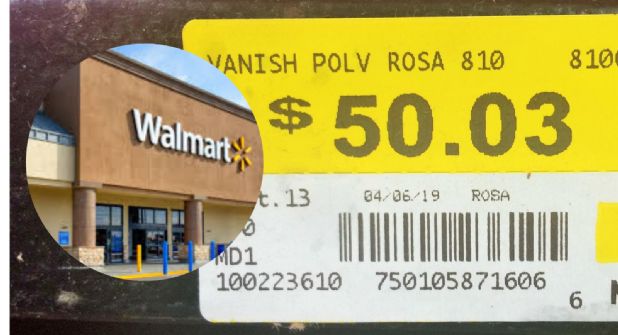 VANISH POLV ROSA 810
$ 50.03
Walmart
04/06/19 ROSA
MD1
100223610 750105871606 6